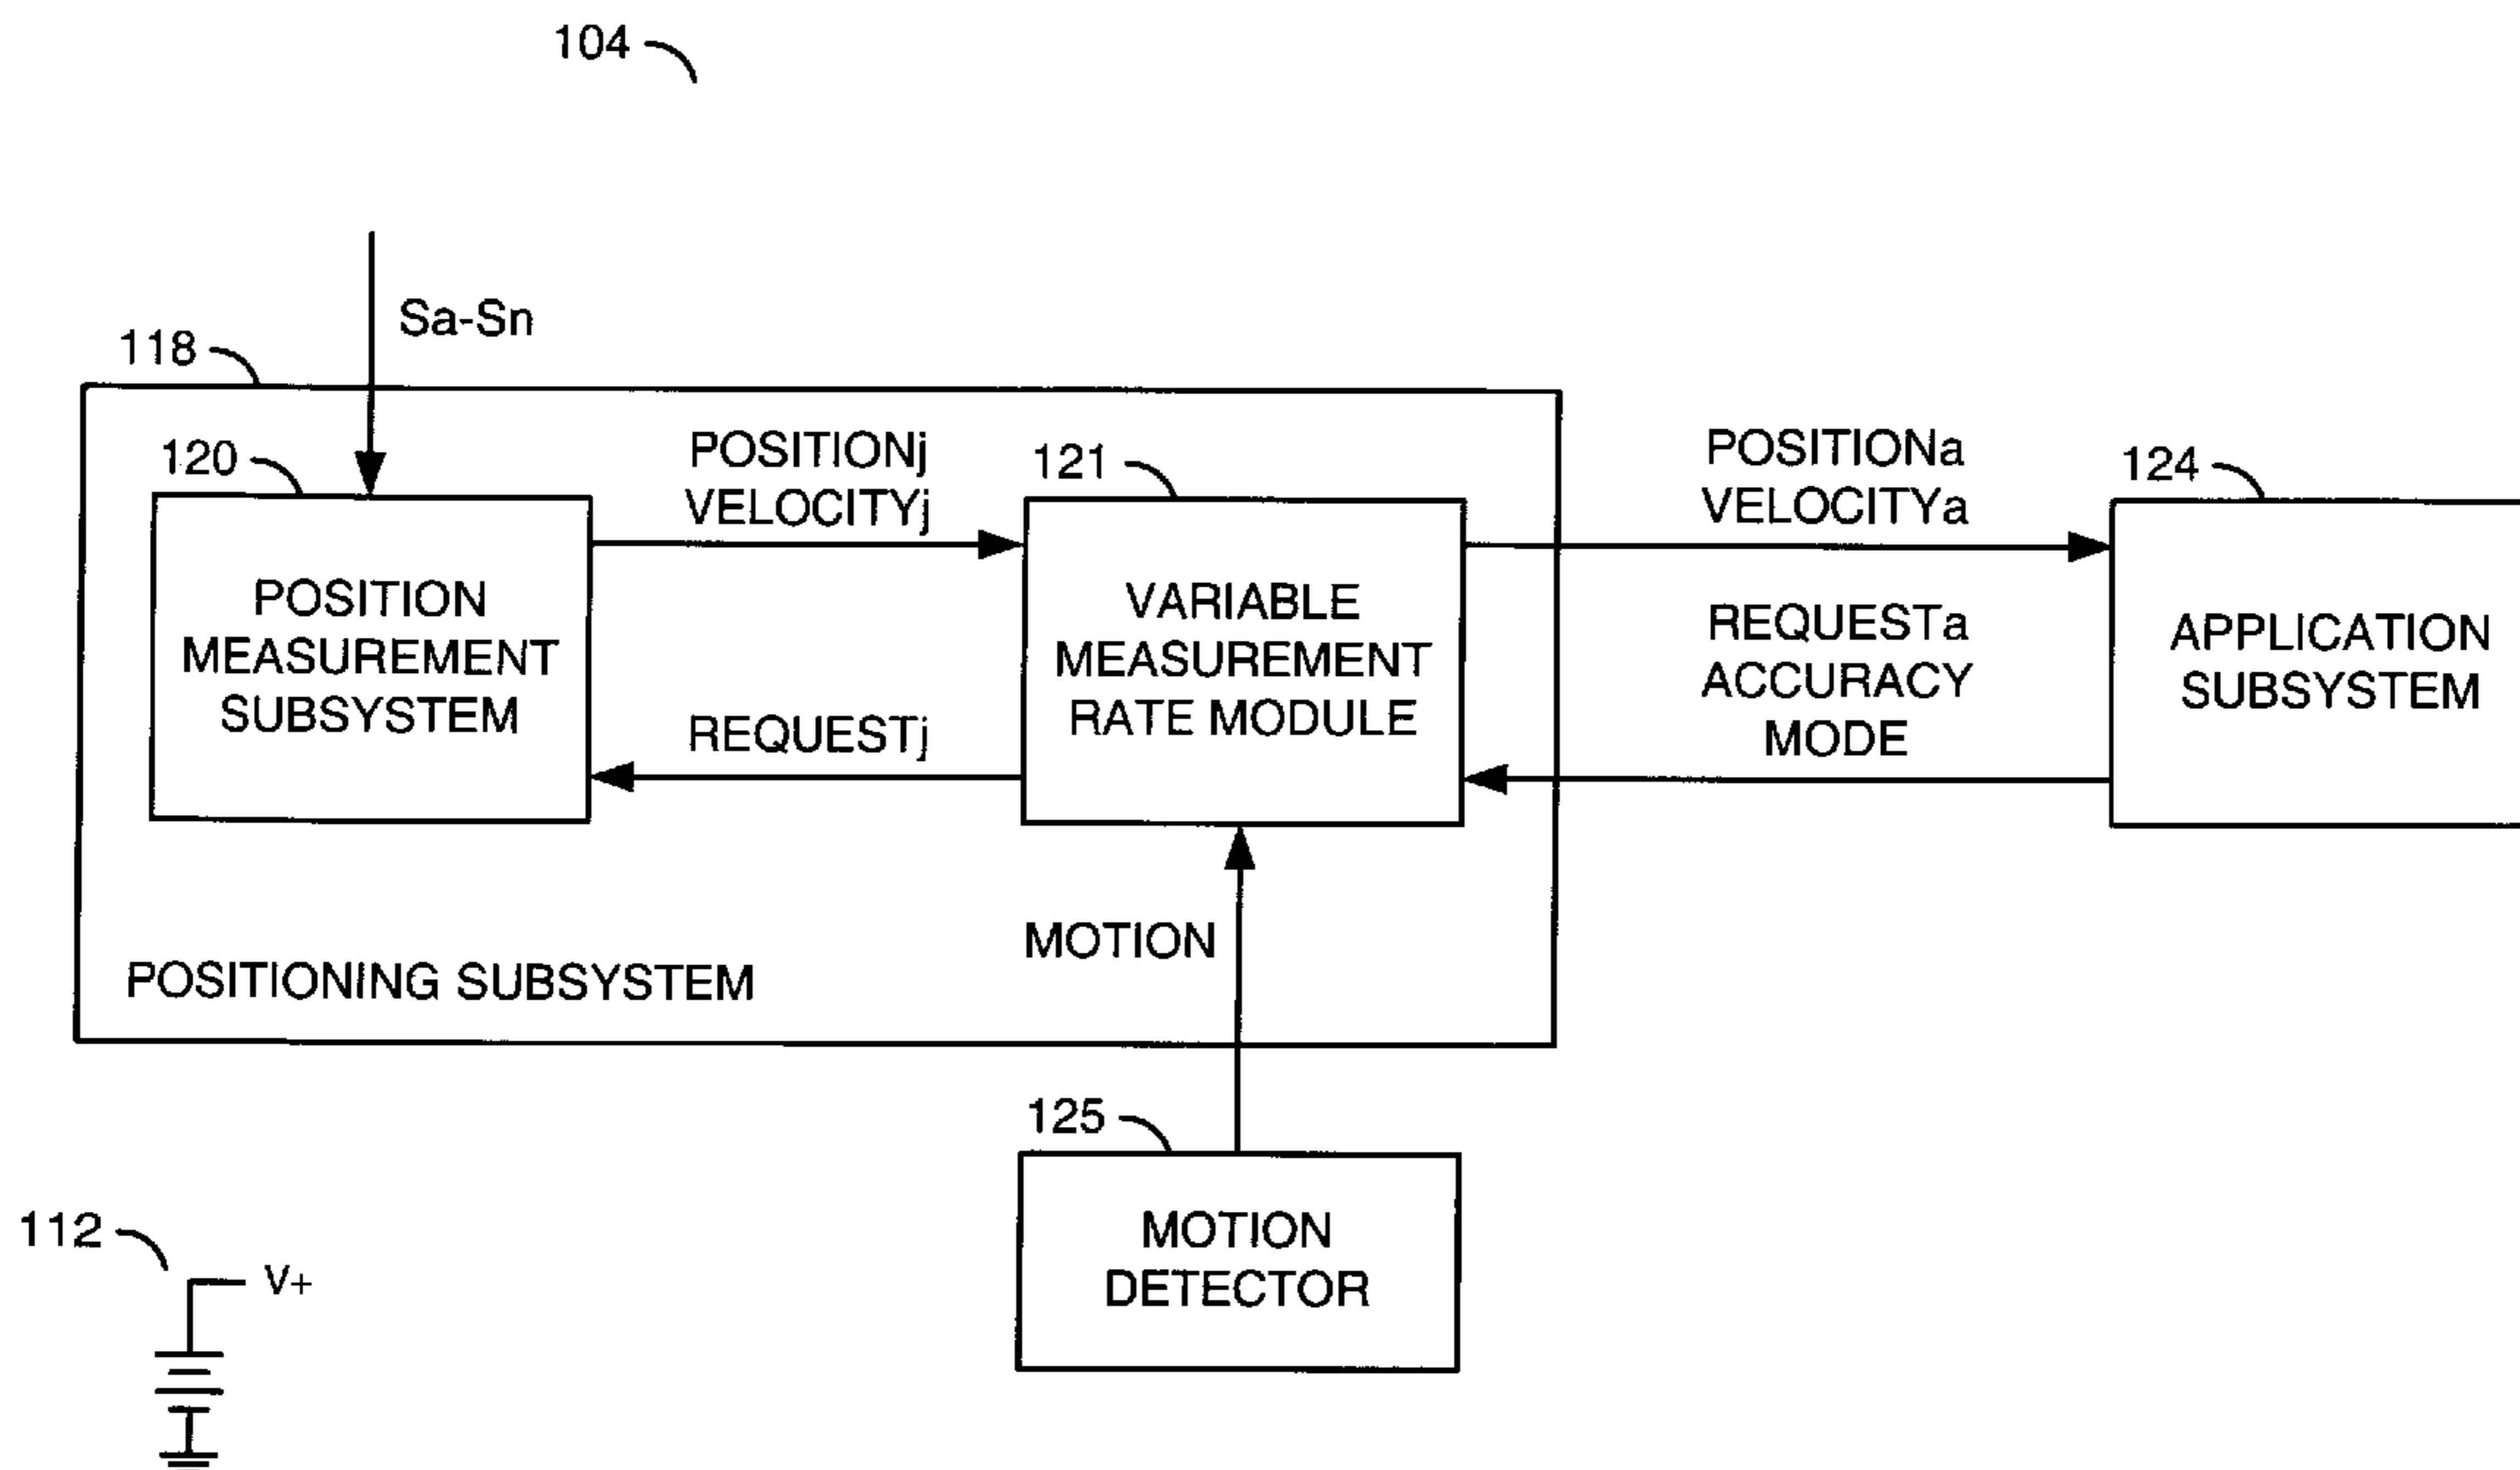 104
Sa-Sn
118
120
POSITIONj
VELOCITYj
121
POSITIONa
VELOCITYa
124
POSITION
MEASUREMENT
SUBSYSTEM
REQUESTj
VARIABLE
MEASUREMENT
RATE MODULE
REQUESTa
ACCURACY
MODE
APPLICATION
SUBSYSTEM
MOTION
POSITIONING SUBSYSTEM
125
MOTION
DETECTOR
112
V+